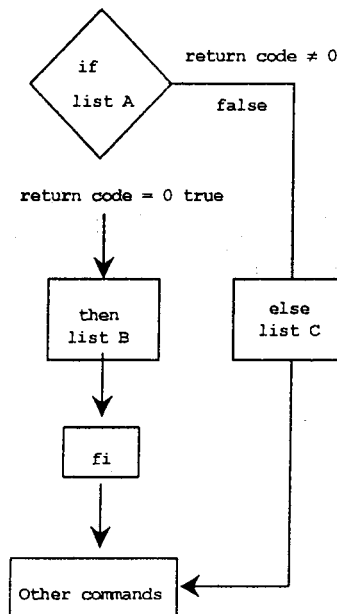 if
list A
return code ≠ 0
false
return code = 0 true
then
list B
else
list C
fi
Other commands